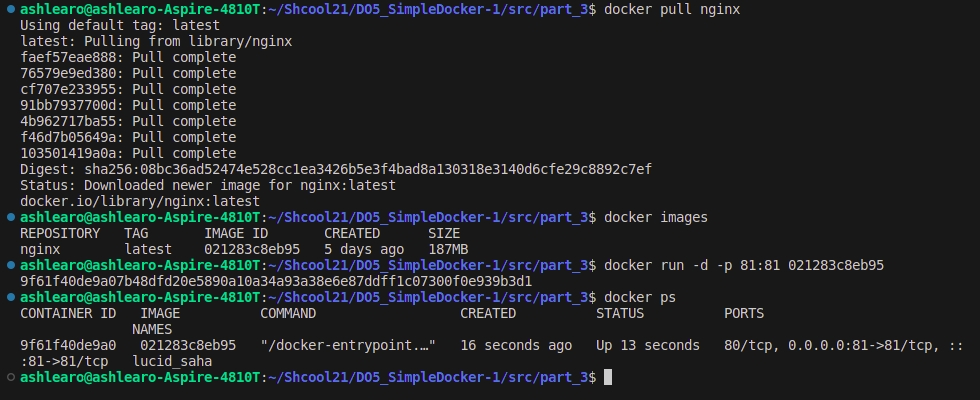 ashlearo@ashlearo-Aspire-4810T:~/Shcool21/DO5_SimpleDocker-1/src/part_3$ docker pull nginx
Using default tag: latest
latest: Pulling from library/nginx
faef57eae888: Pull complete
76579e9ed380: Pull complete
cf707e233955: Pull complete
91bb7937700d: Pull complete
4b962717ba55: Pull complete
f46d7b05649a: Pull complete
103501419a0a: Pull complete
Digest: sha256:08bc36ad52474e528cc1ea3426b5e3f4bad8a130318e3140d6cfe29c8892c7ef
Status: Downloaded newer image for nginx:latest
docker.io/library/nginx:latest
ashlearo@ashlearo-Aspire-4810T:~/Shcool21/DO5_SimpleDocker-1/src/part_3$ docker images
REPOSITORY   TAG       IMAGE ID       CREATED      SIZE
nginx        latest    021283c8eb95   5 days ago   187MB
ashlearo@ashlearo-Aspire-4810T:~/Shcool21/DO5_SimpleDocker-1/src/part_3$ docker run -d -p 81:81 021283c8eb95
9f61f40de9a07b48dfd20e5890a10a34a93a38e6e87ddff1c07300f0e939b3d1
ashlearo@ashlearo-Aspire-4810T:~/Shcool21/DO5_SimpleDocker-1/src/part_3$ docker ps
CONTAINER ID   IMAGE          COMMAND                  CREATED          STATUS          PORTS
              NAMES
9f61f40de9a0   021283c8eb95   "/docker-entrypoint.…"   16 seconds ago   Up 13 seconds   80/tcp, 0.0.0.0:81->81/tcp, ::
:81->81/tcp   lucid_saha
ashlearo@ashlearo-Aspire-4810T:~/Shcool21/DO5_SimpleDocker-1/src/part_3$